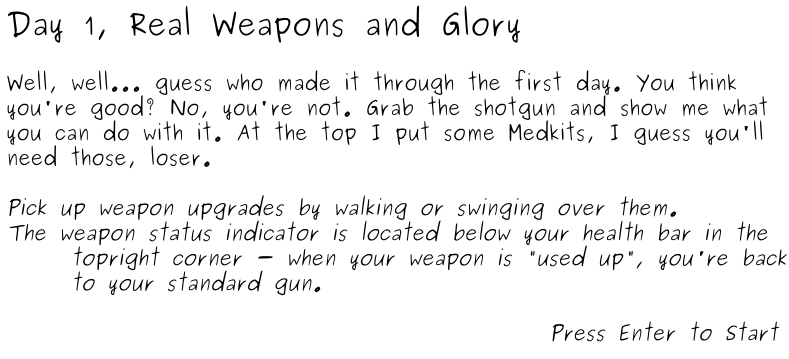 Day 1, Real Weapons and Glory
Well, well... guess who made it through the first day. You think
you're good? No, you're not. Grab the shotgun and show me what
you can do with it. At the top I put some Medkits, I guess you'll
need those, loser.
Pick up weapon upgrades by walking or swinging over them.
The weapon status indicator is located below your health bar in the
topright corner – when your weapon is "used up", you're back
to your standard gun.
Press Enter to Start